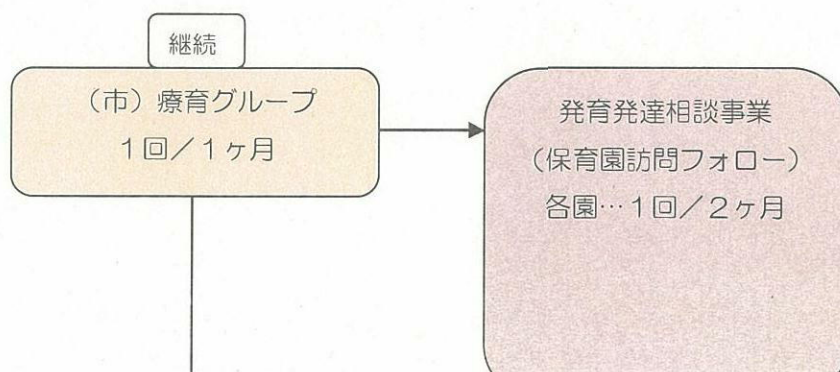 継続
（市）療育グループ
１回／１ヶ月
発育発達相談事業
（保育園訪問フォロー）
各園…１回／２ヶ月